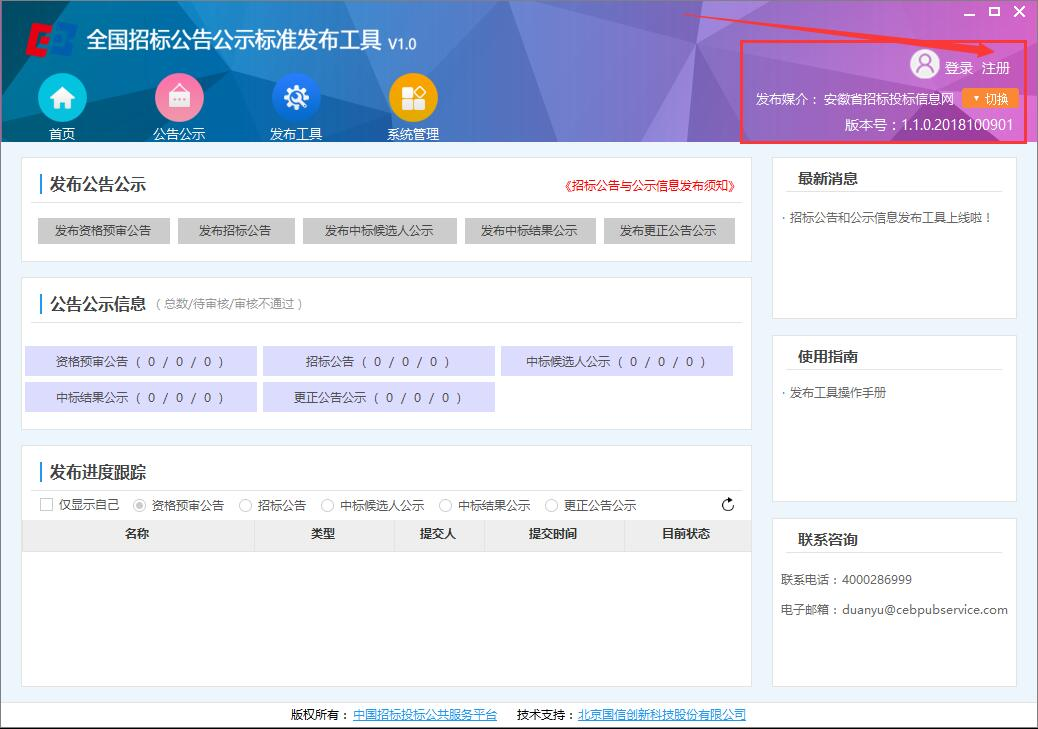 全国招标公告公示标准发布工具 V1.0
登录 注册
发布媒介： 安徽省招标投标信息网 切换
版本号：1.1.0.2018100901
首页 公告公示 发布工具 系统管理
发布公告公示
《招标公告与公示信息发布须知》
发布资格预审公告 发布招标公告 发布中标候选人公示 发布中标结果公示 发布更正公告公示
公告公示信息 （ 总数/待审核/审核不通过 ）
资格预审公告 （ 0 / 0 / 0 ） 招标公告 （ 0 / 0 / 0 ） 中标候选人公示 （ 0 / 0 / 0 ）
中标结果公示 （ 0 / 0 / 0 ） 更正公告公示 （ 0 / 0 / 0 ）
发布进度跟踪
仅显示自己 资格预审公告 招标公告 中标候选人公示 中标结果公示 更正公告公示
名称 类型 提交人 提交时间 目前状态
最新消息
· 招标公告和公示信息发布工具上线啦！
使用指南
· 发布工具操作手册
联系咨询
联系电话：4000286999
电子邮箱：duanyu@cebpubservice.com
版权所有：中国招标投标公共服务平台 技术支持：北京国信创新科技股份有限公司